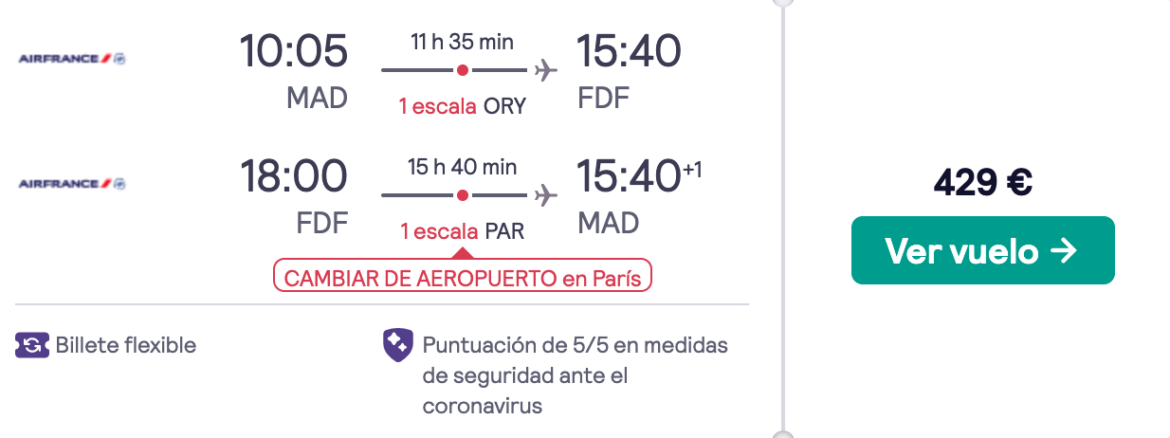 AIRFRANCE
10:05
11 h 35 min
15:40
MAD
1 escala ORY
FDF
AIRFRANCE
18:00
15 h 40 min
15:40+1
FDF
1 escala PAR
MAD
CAMBIAR DE AEROPUERTO en París
429 €
Ver vuelo →
Billete flexible
Puntuación de 5/5 en medidas
de seguridad ante el
coronavirus